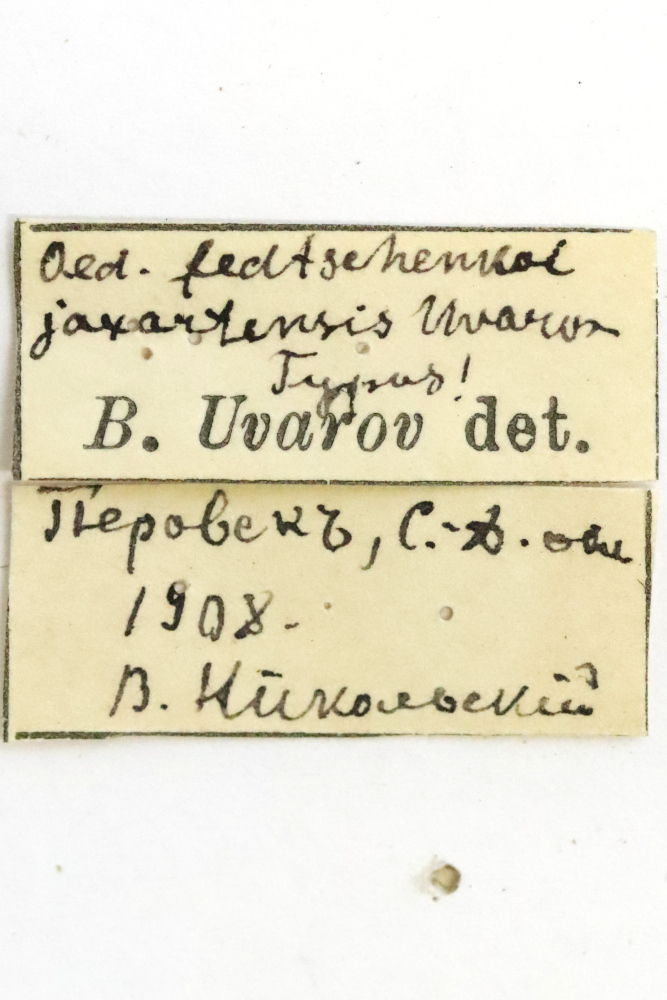 Oed. fedtschenkoi
jaxartensis Uvarov
Typus!
B. Uvarov det.
Перовскъ, С.-Д. обл
1908.
В. Никольскій